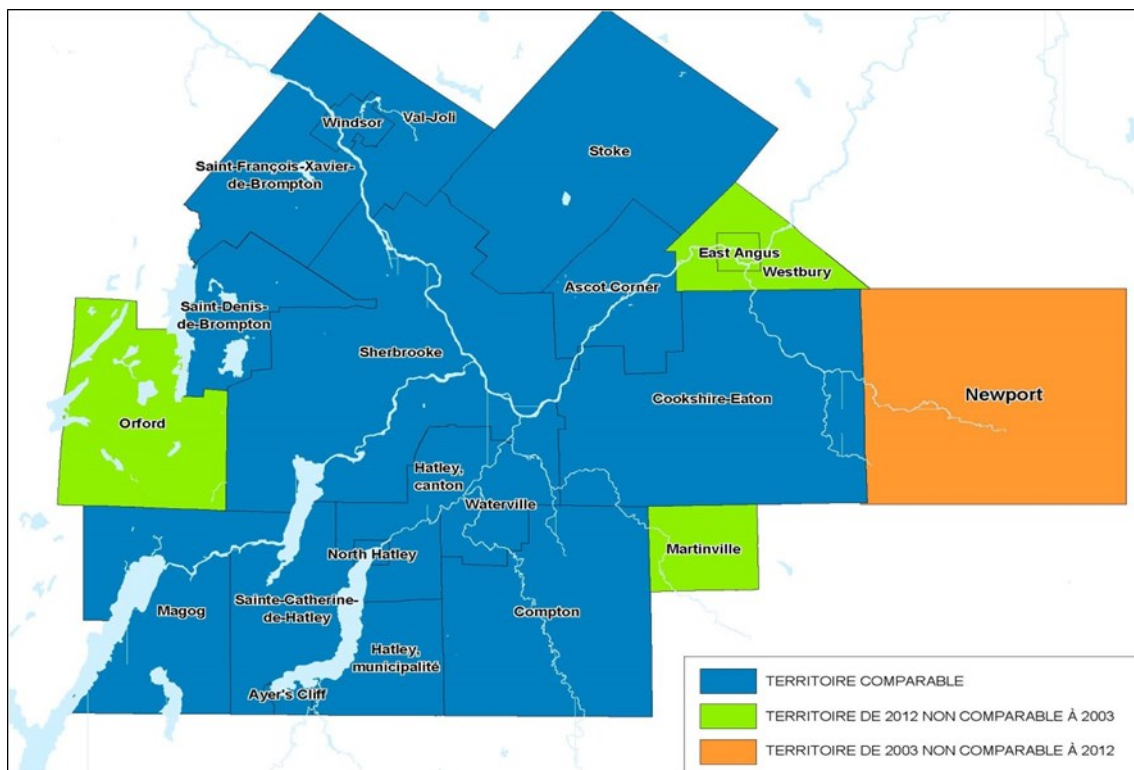 Windsor
Val-Joli
Saint-François-Xavier-
de-Brompton
Stoke
East Angus
Westbury
Ascot-Corner
Saint-Denis-
de-Brompton
Sherbrooke
Orford
Cookshire-Eaton
Newport
Hatley,
canton
Waterville
North Hatley
Martinville
Sainte-Catherine-
de-Hatley
Magog
Compton
Hatley,
municipalité
Ayer's Cliff
TERRITOIRE COMPARABLE
TERRITOIRE DE 2012 NON COMPARABLE À 2003
TERRITOIRE DE 2003 NON COMPARABLE À 2012